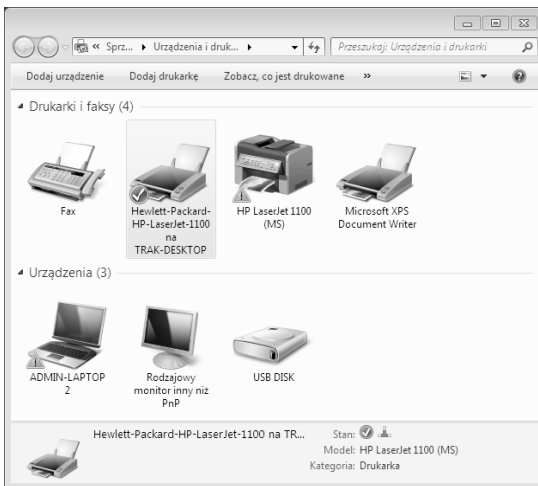 « Sprz... ▸ Urządzenia i druk... ▸ Przeszukaj: Urządzenia i drukarki
Dodaj urządzenie Dodaj drukarkę Zobacz, co jest drukowane »
Drukarki i faksy (4)
Fax
Hewlett-Packard-
HP-LaserJet-1100
na
TRAK-DESKTOP
HP LaserJet 1100
(MS)
Microsoft XPS
Document Writer
Urządzenia (3)
ADMIN-LAPTOP
2
Rodzajowy
monitor inny niż
PnP
USB DISK
Hewlett-Packard-HP-LaserJet-1100 na TR... Stan:
Model: HP LaserJet 1100 (MS)
Kategoria: Drukarka